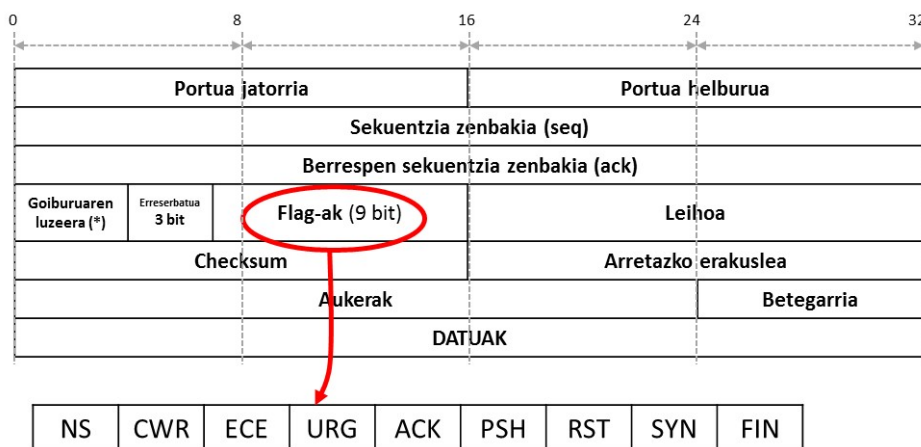 0 8 16 24 32
Portua jatorria Portua helburua
Sekuentzia zenbakia (seq)
Berrespen sekuentzia zenbakia (ack)
Goiburuaren luzeera (*) Erreserbatua 3 bit Flag-ak (9 bit) Leihoa
Checksum Arretazko erakuslea
Aukerak Betegarria
DATUAK
NS CWR ECE URG ACK PSH RST SYN FIN